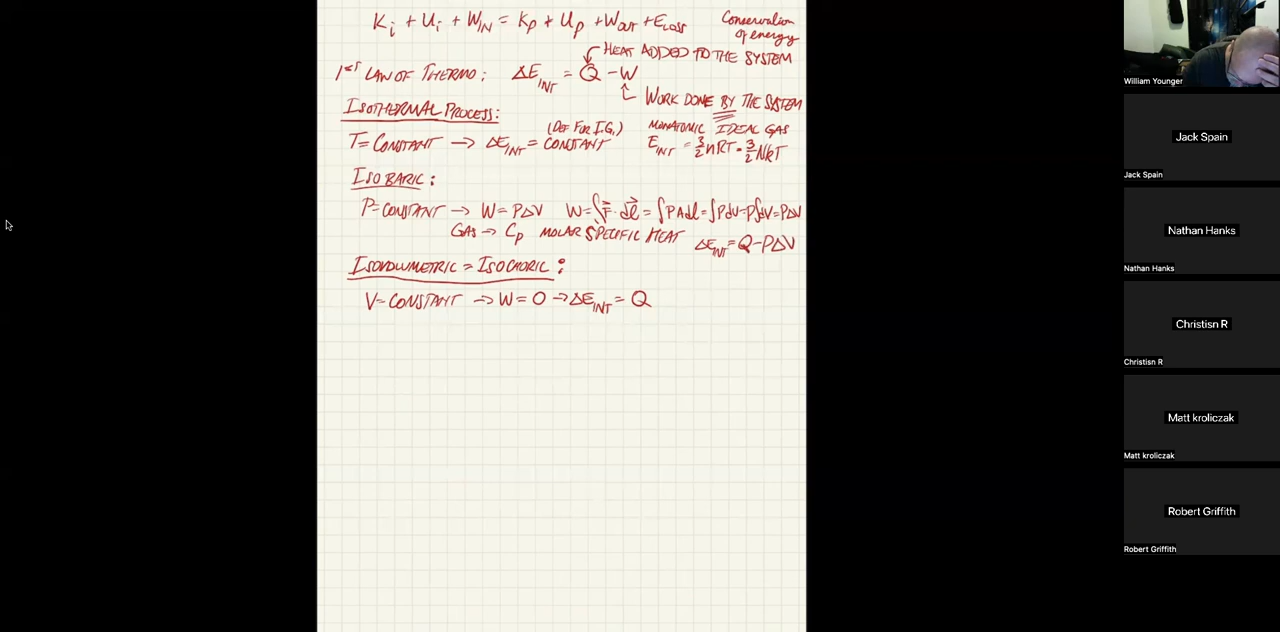 Ki + Ui + WIN = KF + UF + WOUT + ELOSS
Conservation of energy
HEAT ADDED TO THE SYSTEM
1ST LAW OF THERMO: ΔEINT = Q - W
WORK DONE BY THE SYSTEM
ISOTHERMAL PROCESS:
(DEF FOR I.G.)
MONATOMIC IDEAL GAS
T = CONSTANT → ΔEINT = CONSTANT
EINT = 3/2 nRT = 3/2 NkT
ISOBARIC:
P = CONSTANT → W = PΔV W = ∫F · dl = ∫PAdl = ∫PdV = P∫dV = PΔV
GAS → CP MOLAR SPECIFIC HEAT ΔEINT = Q - PΔV
ISOVOLUMETRIC = ISOCHORIC:
V = CONSTANT → W = 0 → ΔEINT = Q
William Younger
Jack Spain
Jack Spain
Nathan Hanks
Nathan Hanks
Christisn R
Christisn R
Matt kroliczak
Matt kroliczak
Robert Griffith
Robert Griffith